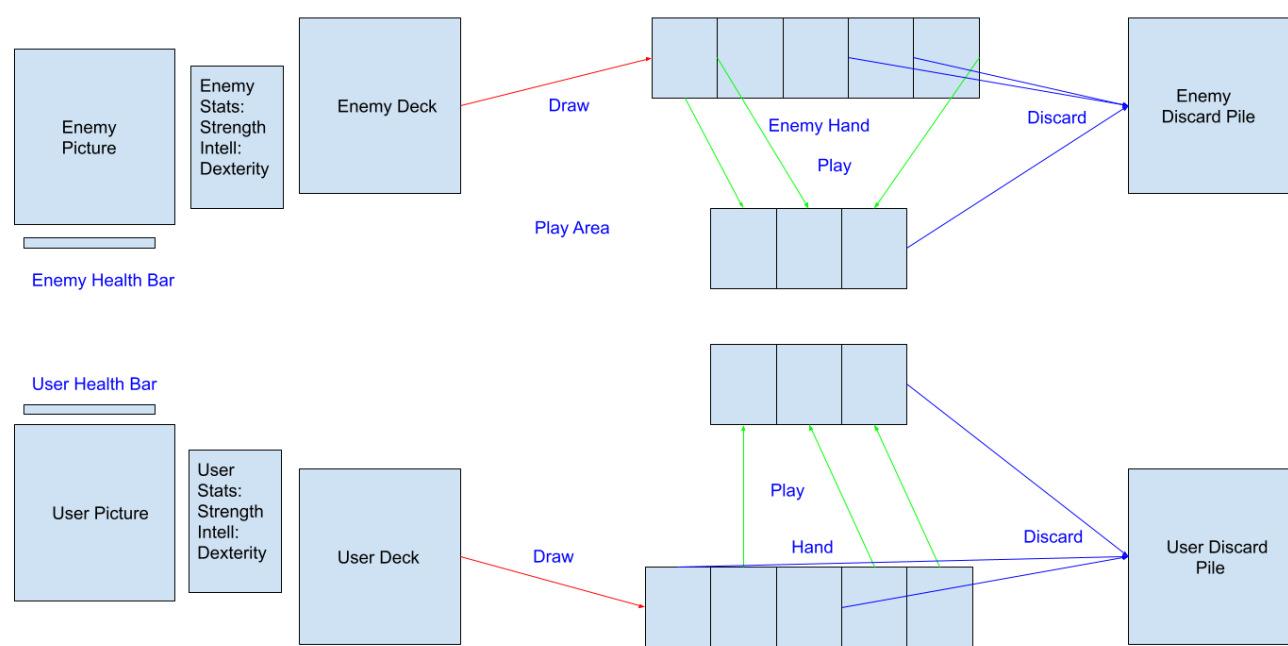 Enemy
Picture
Enemy
Stats:
Strength
Intell:
Dexterity
Enemy Deck
Draw
Enemy Hand
Play
Discard
Enemy
Discard Pile
Play Area
Enemy Health Bar
User Health Bar
User Picture
User
Stats:
Strength
Intell:
Dexterity
User Deck
Draw
Play
Hand
Discard
User Discard
Pile